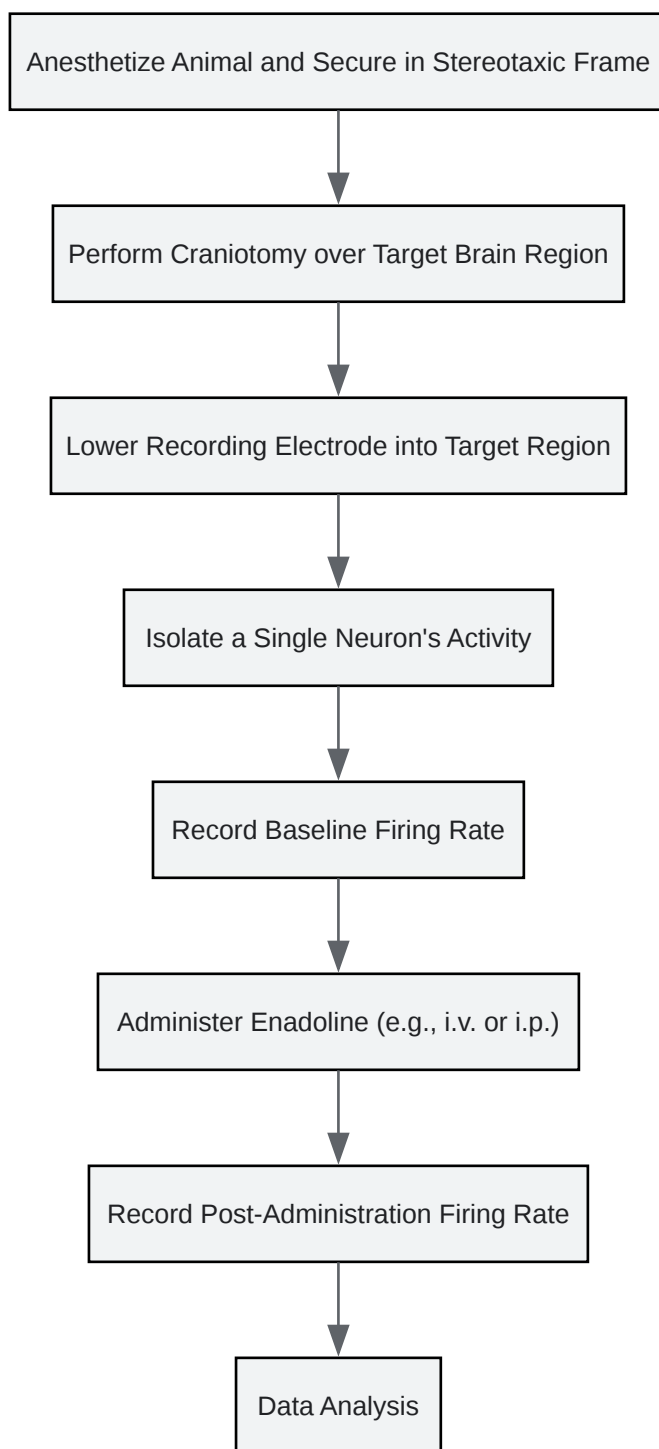 Anesthetize Animal and Secure in Stereotaxic Frame
Perform Craniotomy over Target Brain Region
Lower Recording Electrode into Target Region
Isolate a Single Neuron's Activity
Record Baseline Firing Rate
Administer Enadoline (e.g., i.v. or i.p.)
Record Post-Administration Firing Rate
Data Analysis